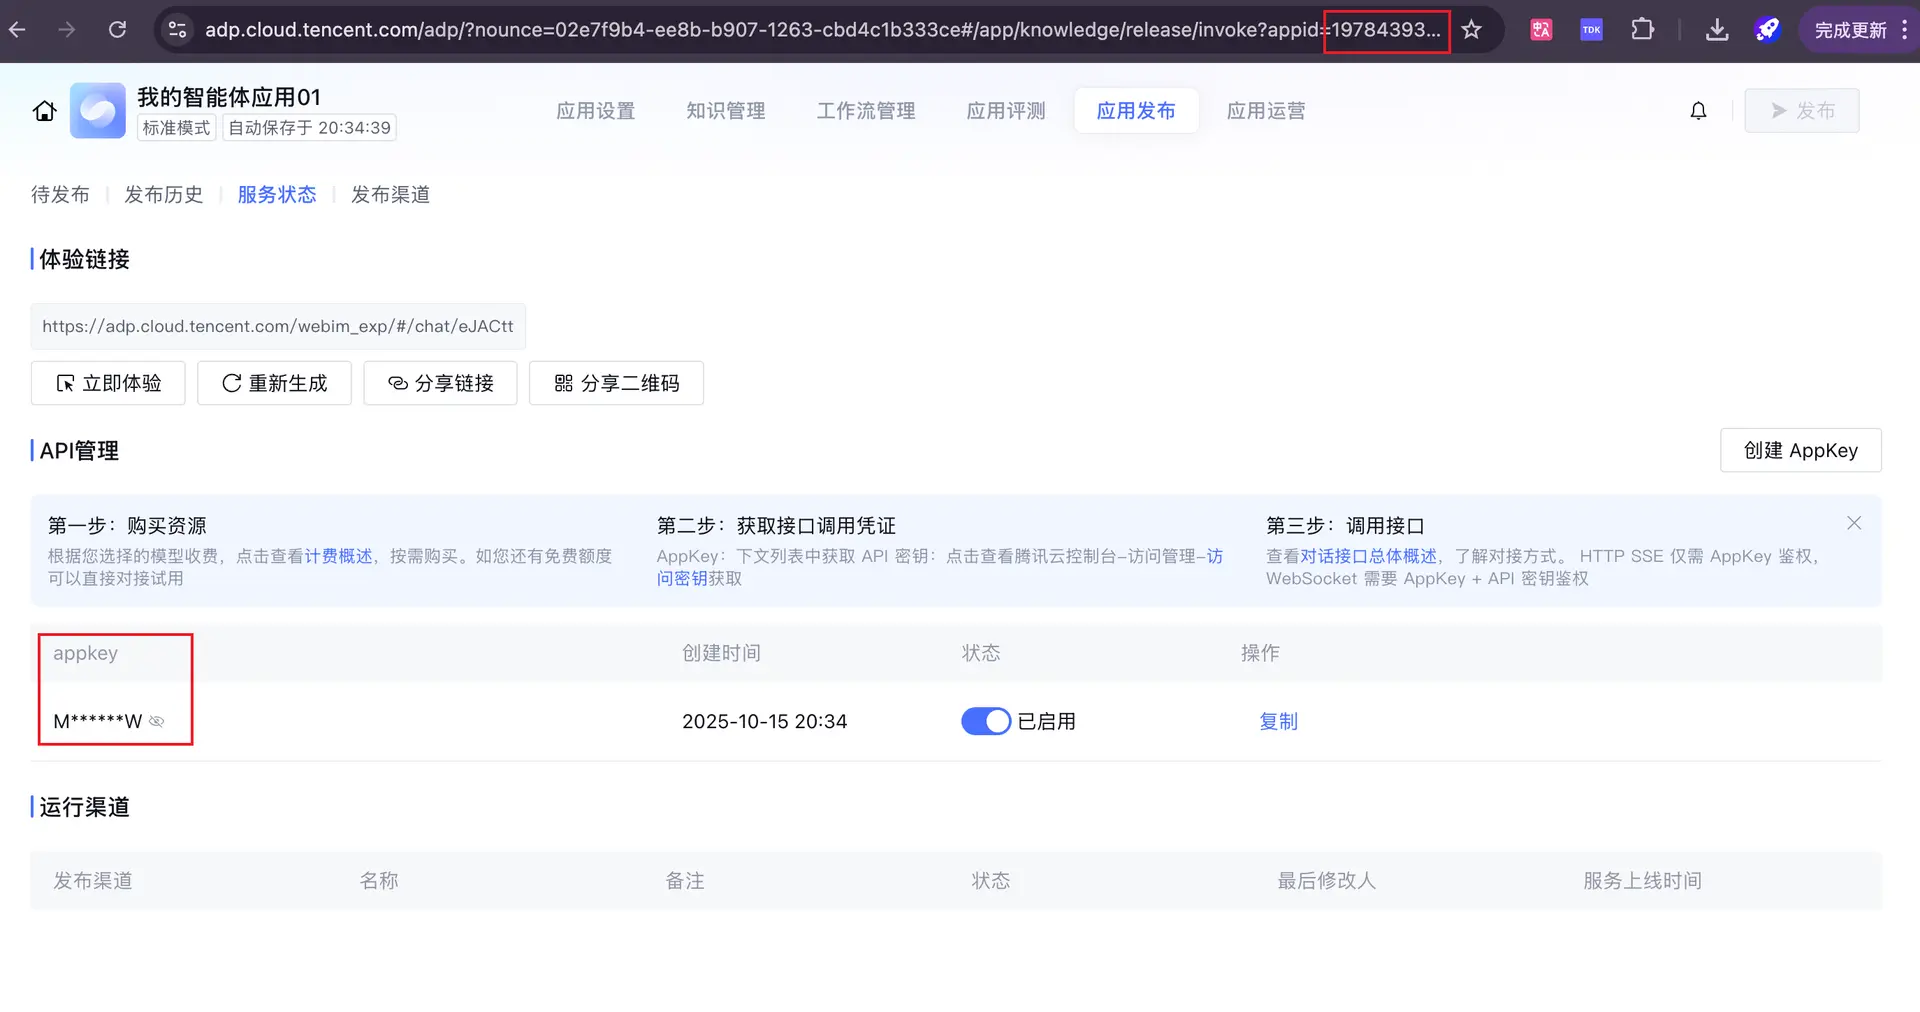 adp.cloud.tencent.com/adp/?nounce=02e7f9b4-ee8b-b907-1263-cbd4c1b333ce#/app/knowledge/release/invoke?appid=19784393...
TDK
完成更新
我的智能体应用01
标准模式 自动保存于 20:34:39
应用设置 知识管理 工作流管理 应用评测 应用发布 应用运营
发布
待发布 发布历史 服务状态 发布渠道
体验链接
https://adp.cloud.tencent.com/webim_exp/#/chat/eJACtt
立即体验 重新生成 分享链接 分享二维码
API管理
创建 AppKey
第一步：购买资源
根据您选择的模型收费，点击查看计费概述，按需购买。如您还有免费额度
可以直接对接试用
第二步：获取接口调用凭证
AppKey：下文列表中获取 API 密钥：点击查看腾讯云控制台-访问管理-访
问密钥获取
第三步：调用接口
查看对话接口总体概述，了解对接方式。 HTTP SSE 仅需 AppKey 鉴权，
WebSocket 需要 AppKey + API 密钥鉴权
appkey 创建时间 状态 操作
M******W 2025-10-15 20:34 已启用 复制
运行渠道
发布渠道 名称 备注 状态 最后修改人 服务上线时间